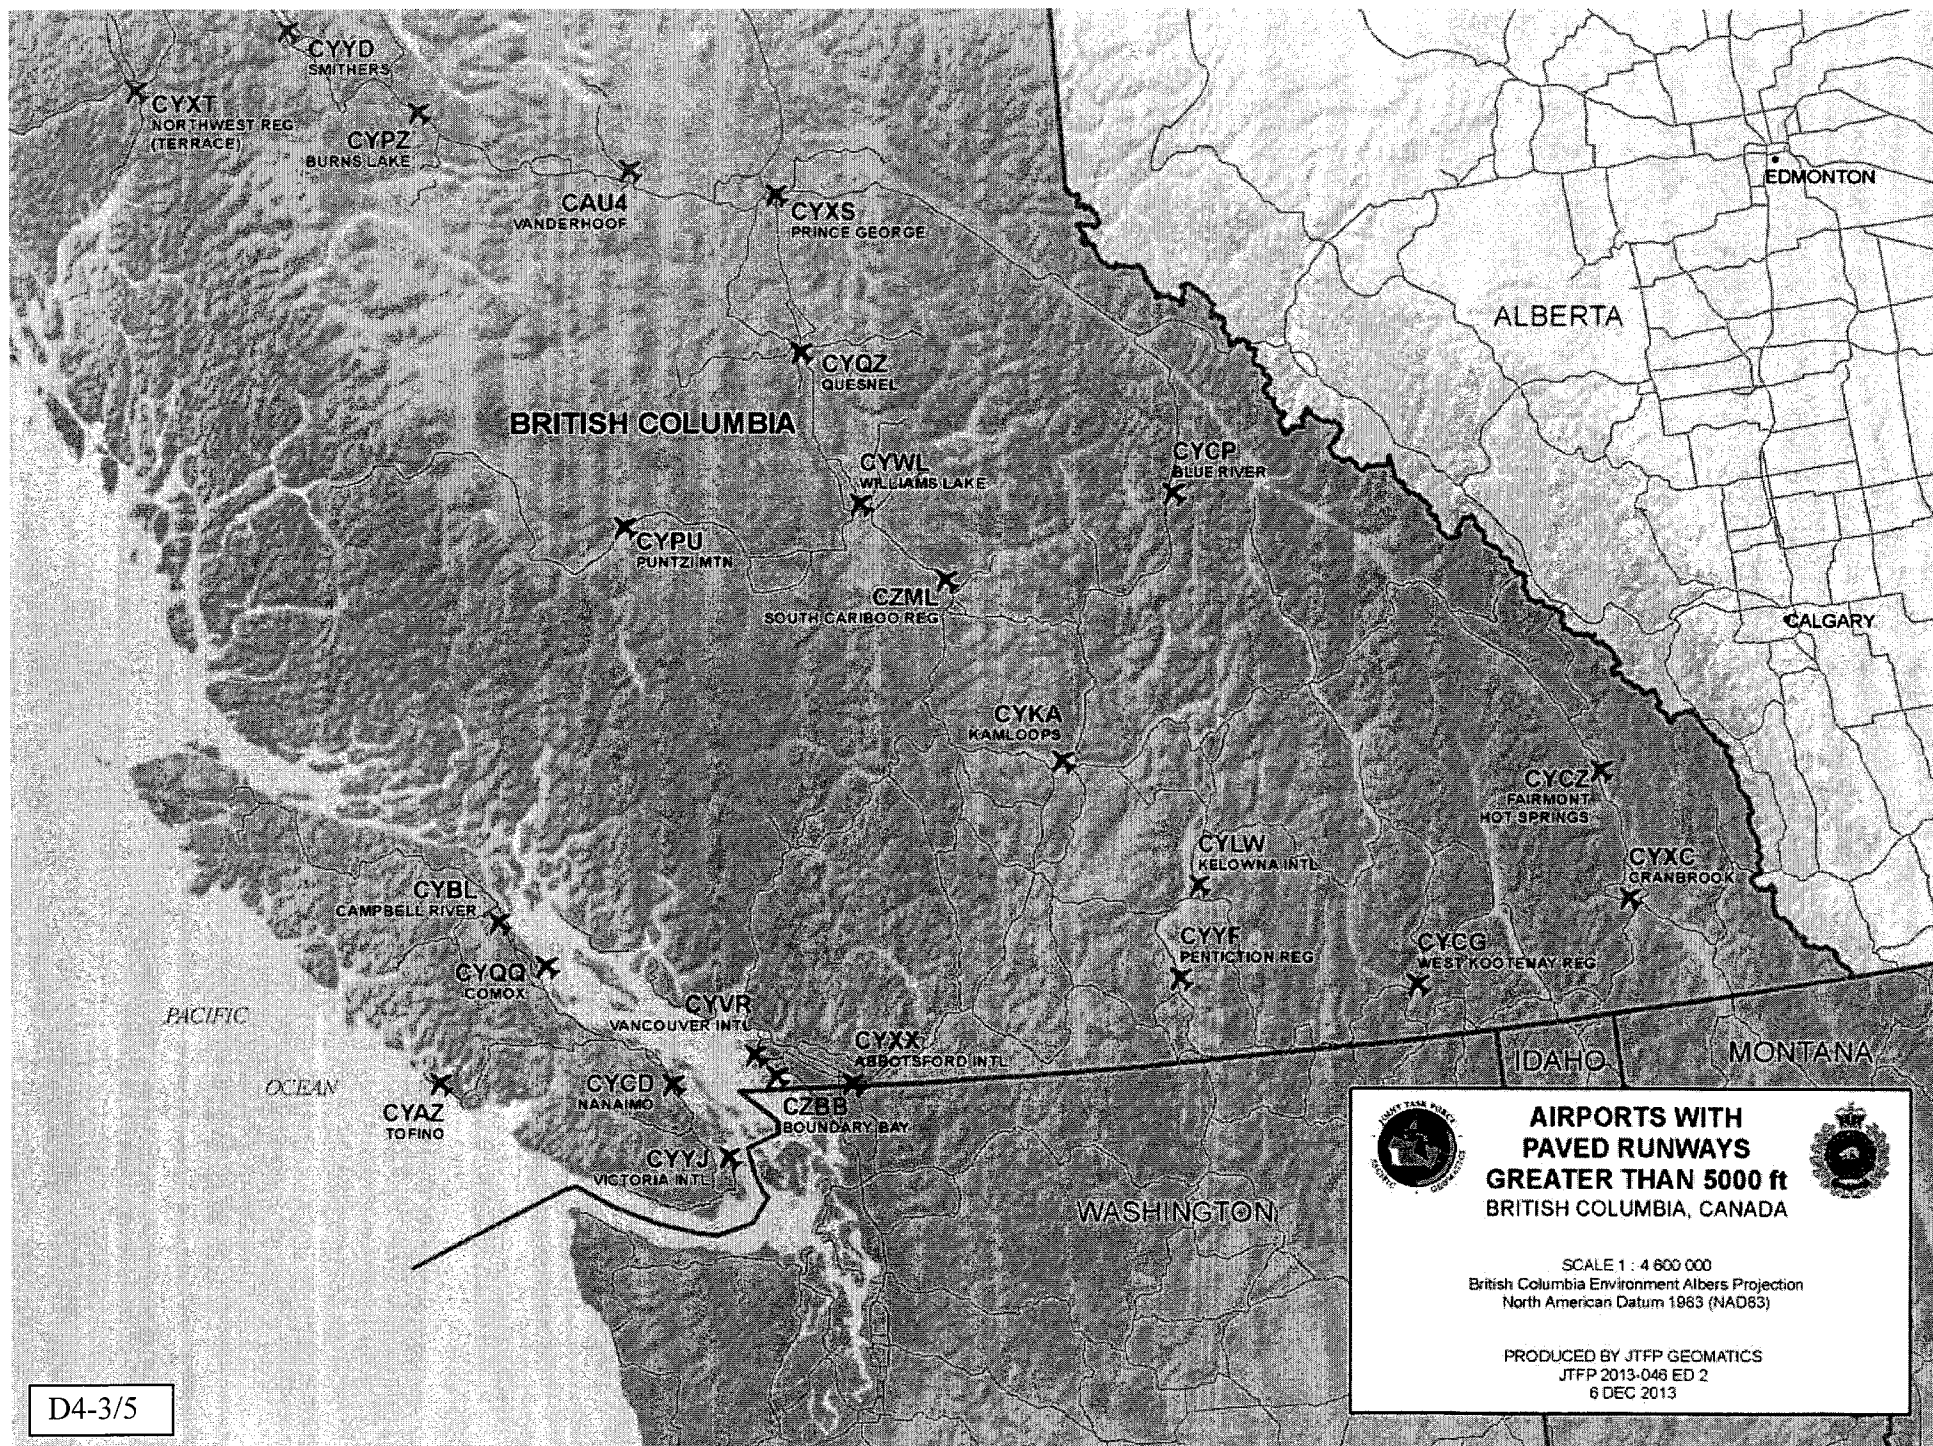 CYYD
SMITHERS
CYXT
NORTHWEST REG
(TERRACE)
CYPZ
BURNS LAKE
CAU4
VANDERHOOF
CYXS
PRINCE GEORGE
EDMONTON
ALBERTA
CYQZ
QUESNEL
BRITISH COLUMBIA
CYWL
WILLIAMS LAKE
CYCP
BLUE RIVER
CYPU
PUNTZI MTN
CZML
SOUTH CARIBOO REG
CALGARY
CYKA
KAMLOOPS
CYCZ
FAIRMONT
HOT SPRINGS
CYLW
KELOWNA INTL
CYXC
CRANBROOK
CYBL
CAMPBELL RIVER
CYYF
PENTICTION REG
CYCG
WEST KOOTENAY REG
CYQQ
COMOX
PACIFIC
OCEAN
CYVR
VANCOUVER INTL
CYXX
ABBOTSFORD INTL
IDAHO
MONTANA
CYAZ
TOFINO
CYCD
NANAIMO
CZBB
BOUNDARY BAY
CYYJ
VICTORIA INTL
WASHINGTON
JOINT TASK FORCE
PACIFIC
GEOMATICS
AIRPORTS WITH
PAVED RUNWAYS
GREATER THAN 5000 ft
BRITISH COLUMBIA, CANADA
SCALE 1 : 4 600 000
British Columbia Environment Albers Projection
North American Datum 1983 (NAD83)
PRODUCED BY JTFP GEOMATICS
JTFP 2013-046 ED 2
6 DEC 2013
D4-3/5